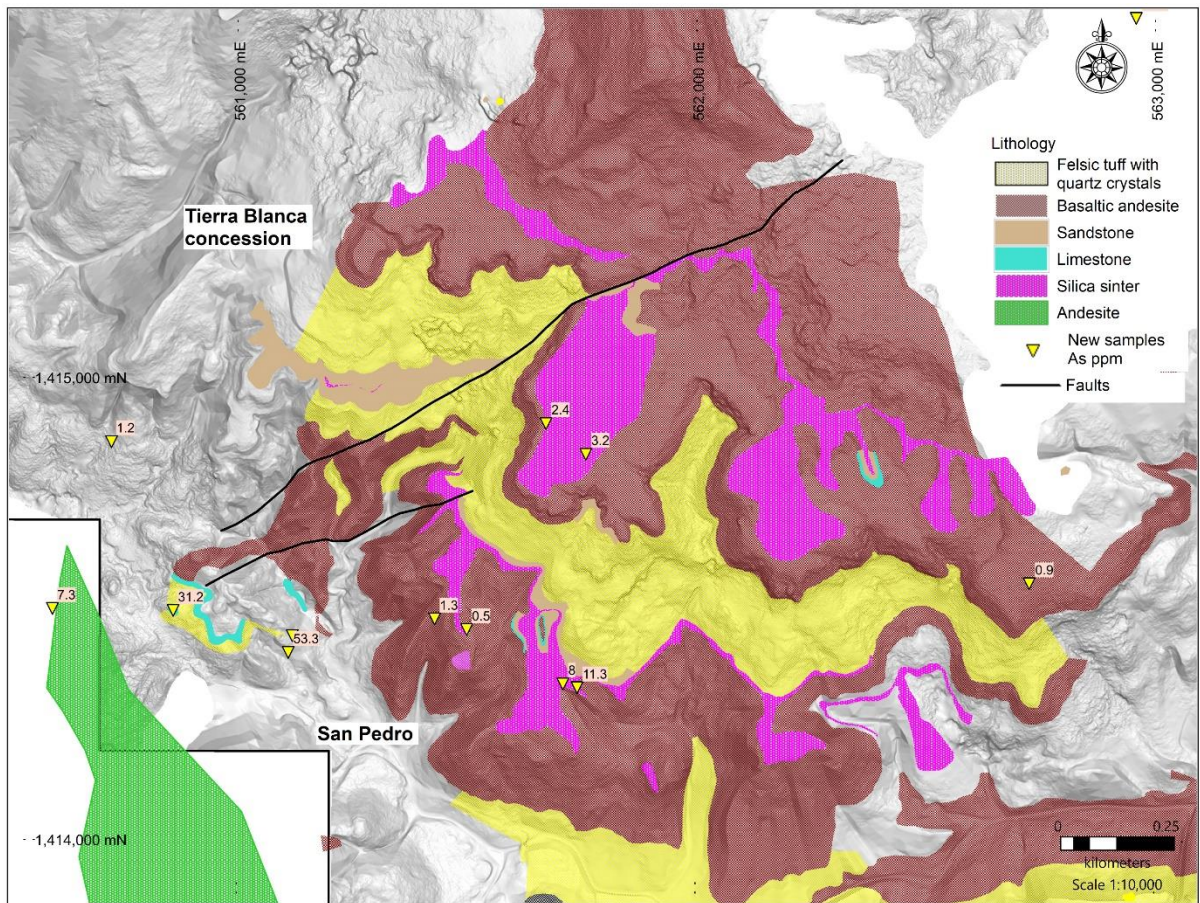 561,000 mE
562,000 mE
563,000 mE
Lithology
Felsic tuff with
quartz crystals
Basaltic andesite
Sandstone
Limestone
Silica sinter
Andesite
New samples
As ppm
Faults
Tierra Blanca
concession
1,415,000 mN
2.4
1.2
3.2
0.9
7.3
31.2
1.3
0.5
53.3
8
11.3
San Pedro
1,414,000 mN
0 0.25
kilometers
Scale 1:10,000